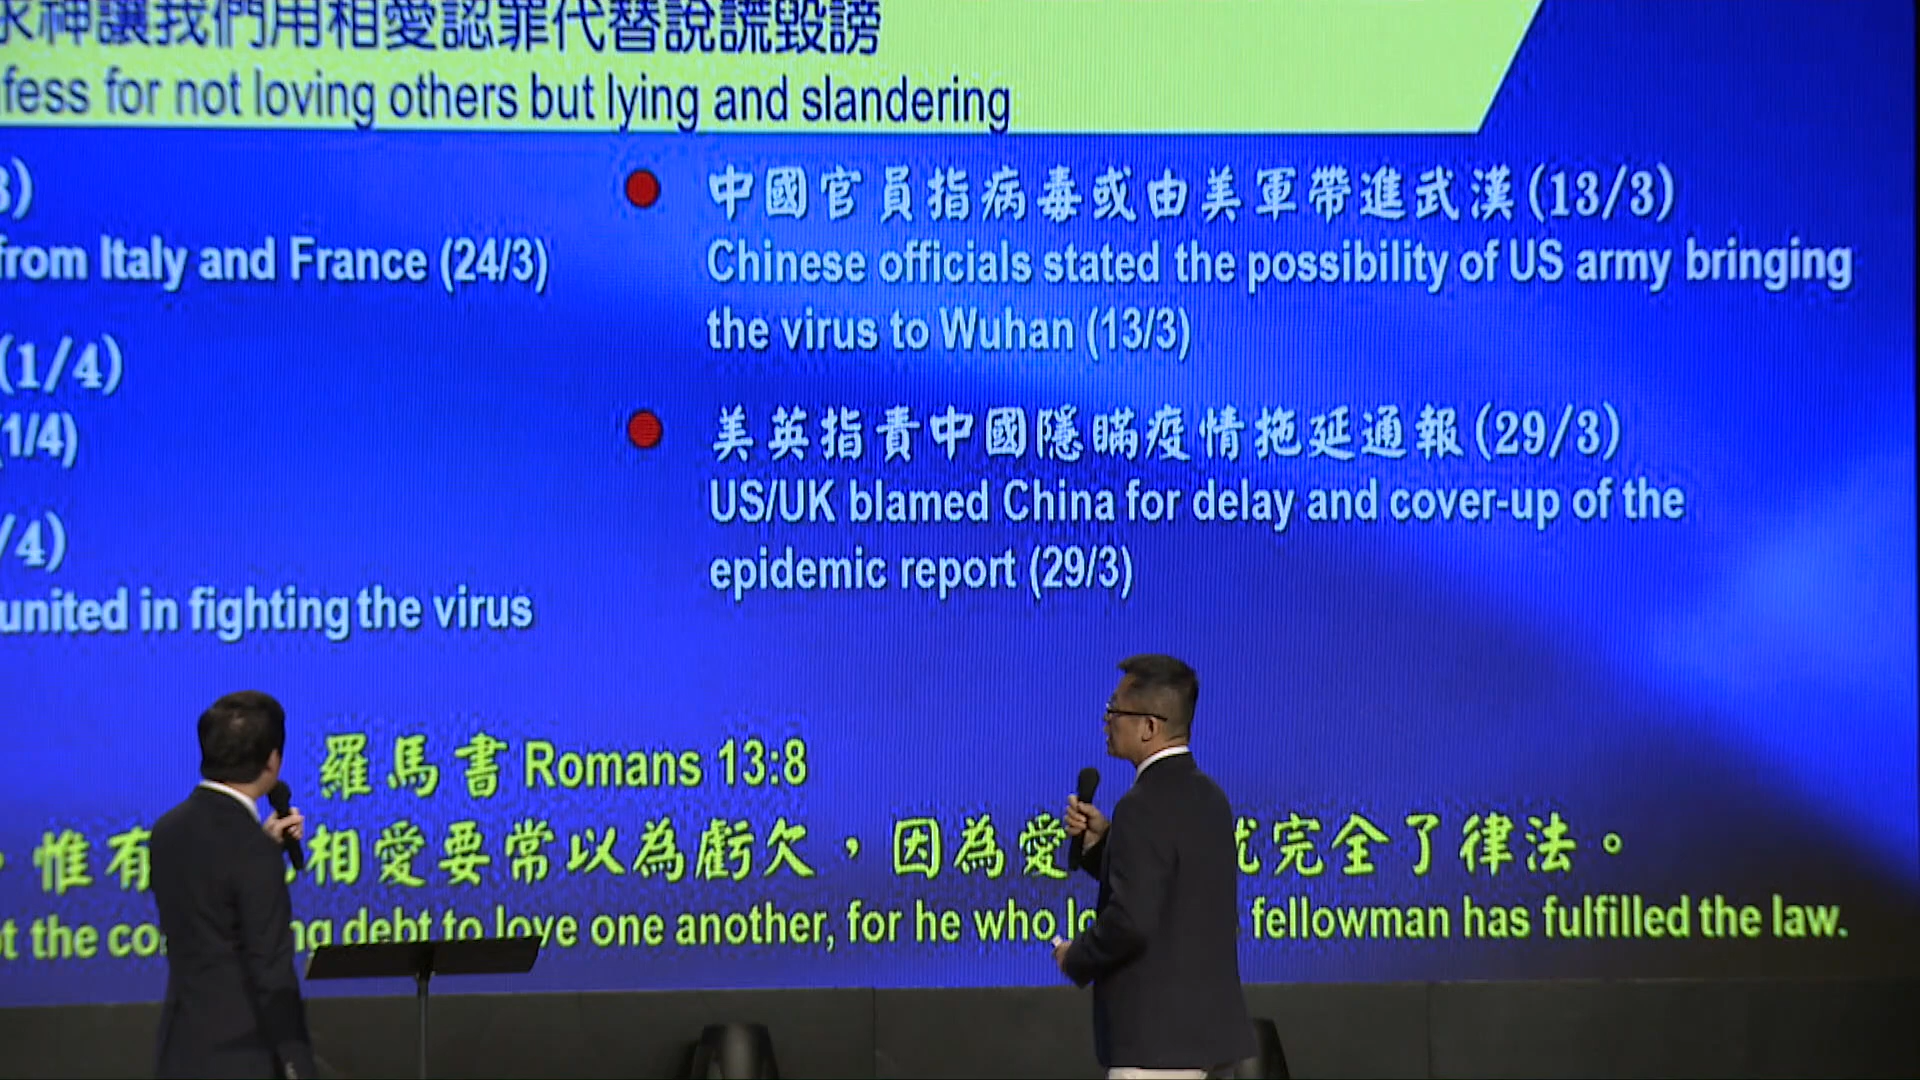 求神讓我們用相愛認罪代替說謊毀謗
fess for not loving others but lying and slandering
3)
from Italy and France (24/3)
(1/4)
(1/4)
/4)
united in fighting the virus
中國官員指病毒或由美軍帶進武漢(13/3)
Chinese officials stated the possibility of US army bringing
the virus to Wuhan (13/3)
美英指責中國隱瞞疫情拖延通報(29/3)
US/UK blamed China for delay and cover-up of the
epidemic report (29/3)
羅馬書 Romans 13:8
，惟有 相愛要常以為虧欠，因為愛 就完全了律法。
the debt to love one another, for he who fellowman has fulfilled the law.